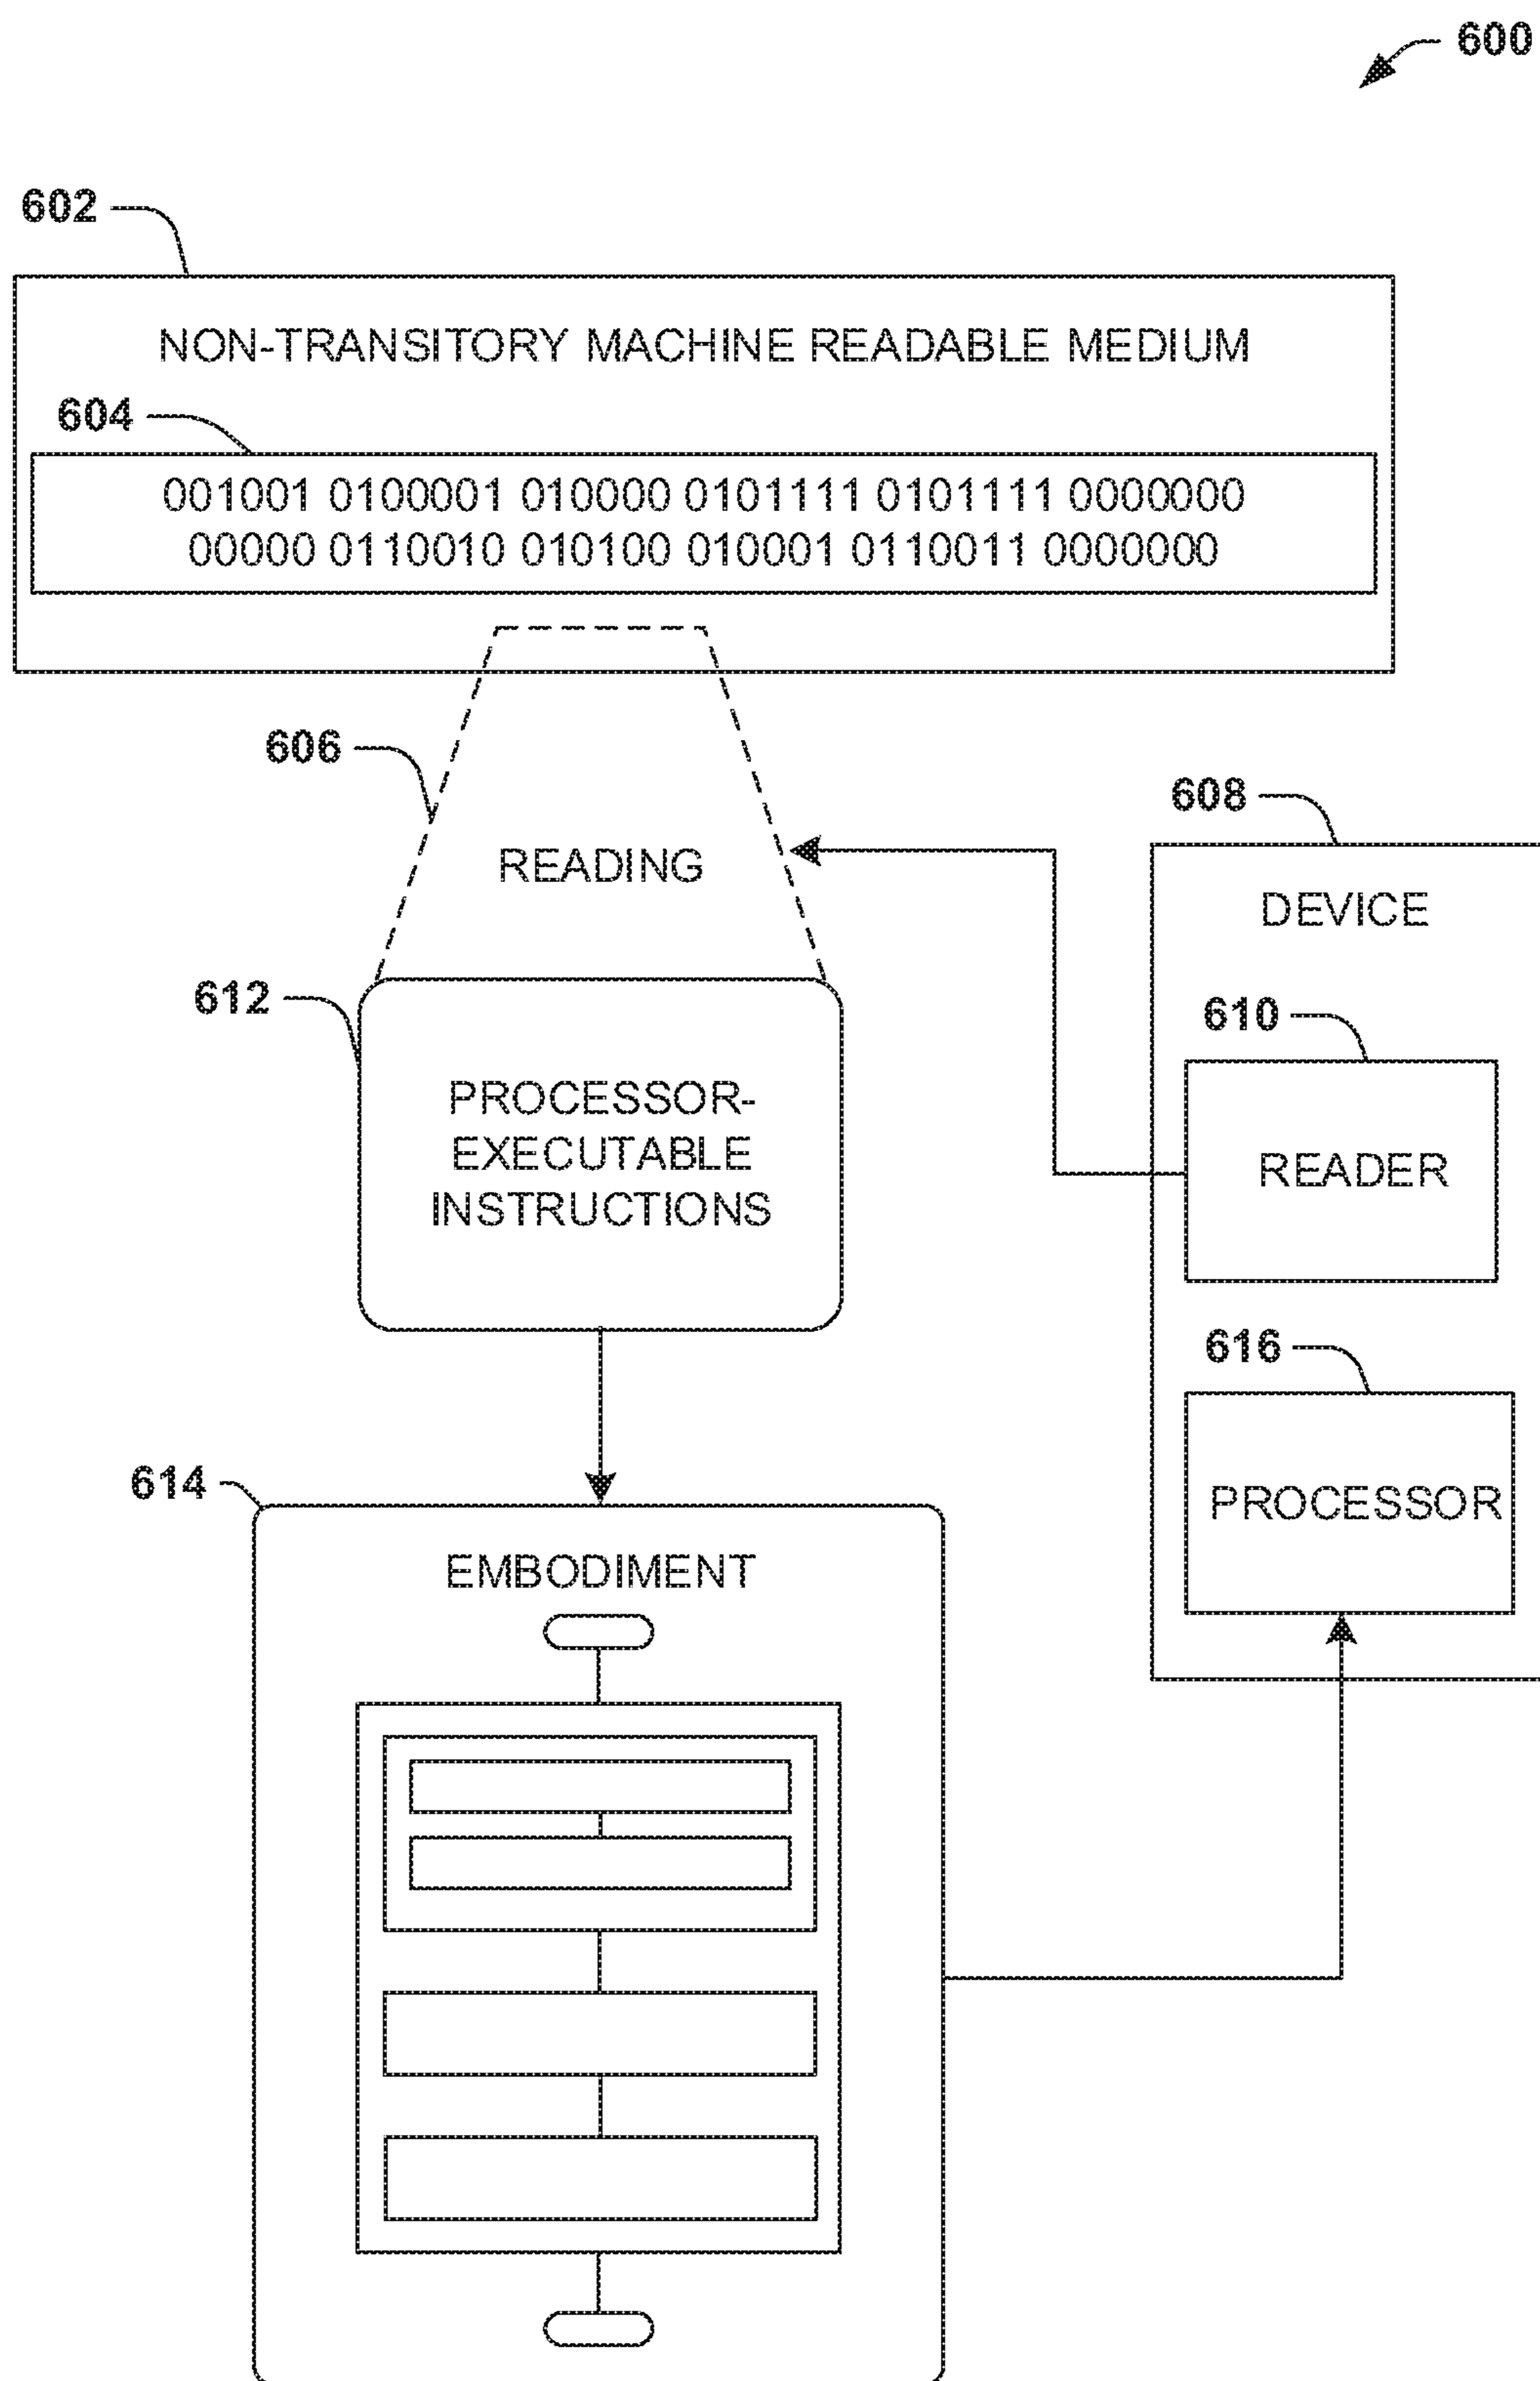 600
602
NON-TRANSITORY MACHINE READABLE MEDIUM
604
001001 0100001 010000 0101111 0101111 0000000
00000 0110010 010100 010001 0110011 0000000
606
READING
608
DEVICE
610
READER
612
PROCESSOR-
EXECUTABLE
INSTRUCTIONS
616
PROCESSOR
614
EMBODIMENT